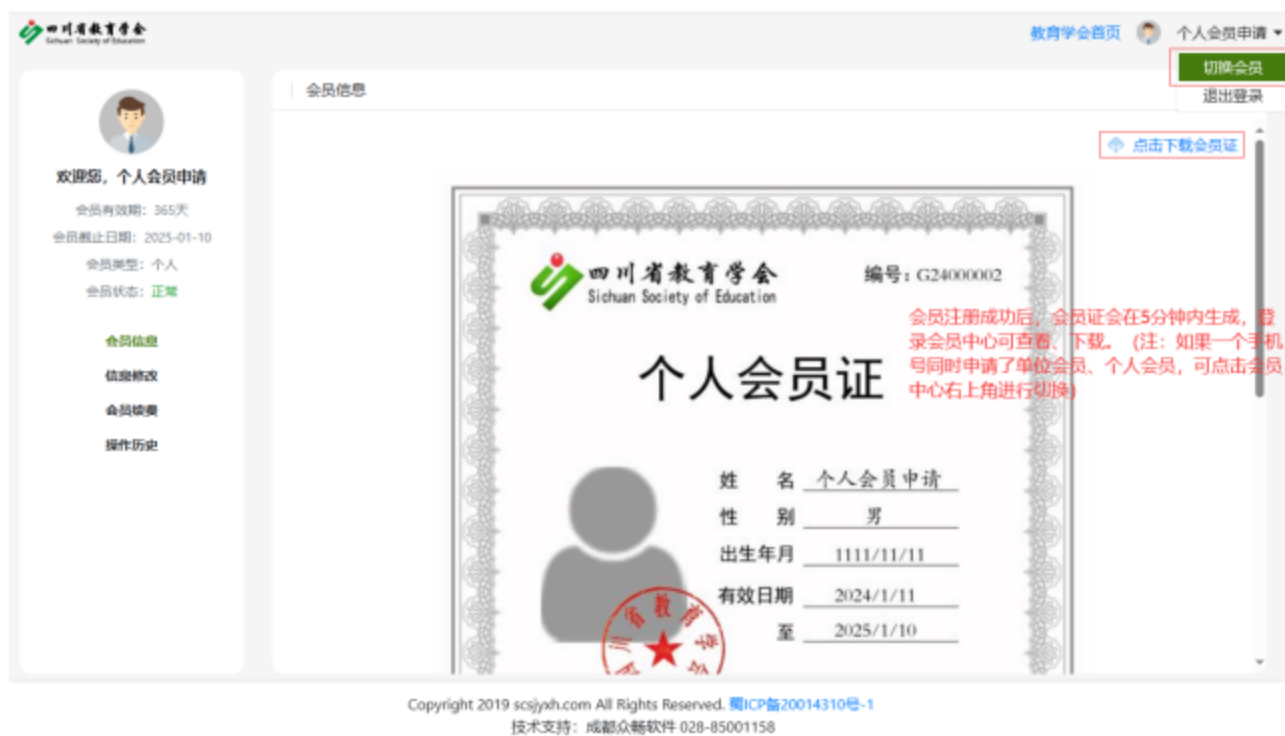 四川省教育学会
Sichuan Society of Education
教育学会首页
个人会员申请
切换会员
退出登录
会员信息
点击下载会员证
欢迎您，个人会员申请
会员有效期：365天
会员截止日期：2025-01-10
会员类型：个人
会员状态：正常
会员信息
信息修改
会员续费
操作历史
四川省教育学会
Sichuan Society of Education
编号：G24000002
会员注册成功后，会员证会在5分钟内生成，登
录会员中心可查看、下载。（注：如果一个手机
号同时申请了单位会员、个人会员，可点击会员
中心右上角进行切换）
个人会员证
姓 名 个人会员申请
性 别 男
出生年月 1111/11/11
有效日期 2024/1/11
至 2025/1/10
四川省教育学会
Copyright 2019 scsjyxh.com All Rights Reserved. 蜀ICP备20014310号-1
技术支持：成都众畅软件 028-85001158